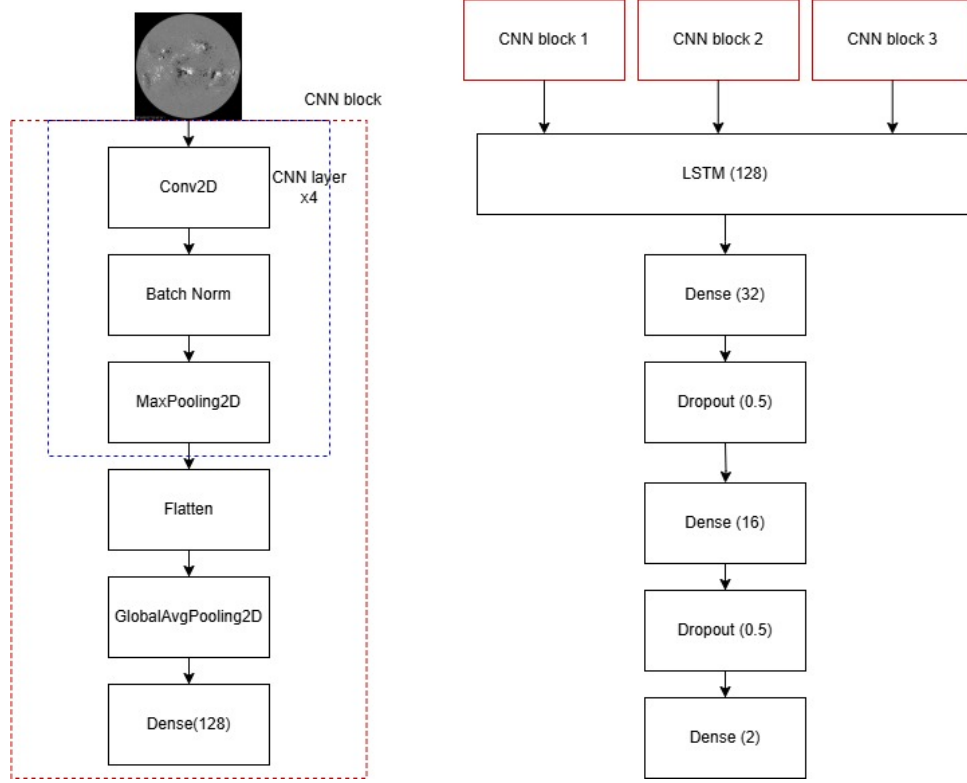 CNN block
Conv2D
CNN layer
x4
Batch Norm
MaxPooling2D
Flatten
GlobalAvgPooling2D
Dense(128)
CNN block 1
CNN block 2
CNN block 3
LSTM (128)
Dense (32)
Dropout (0.5)
Dense (16)
Dropout (0.5)
Dense (2)